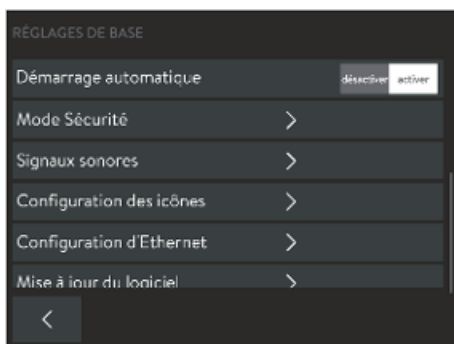 RÉGLAGES DE BASE
Démarrage automatique désactiver activer
Mode Sécurité
Signaux sonores
Configuration des icônes
Configuration d'Ethernet
Mise à jour du logiciel